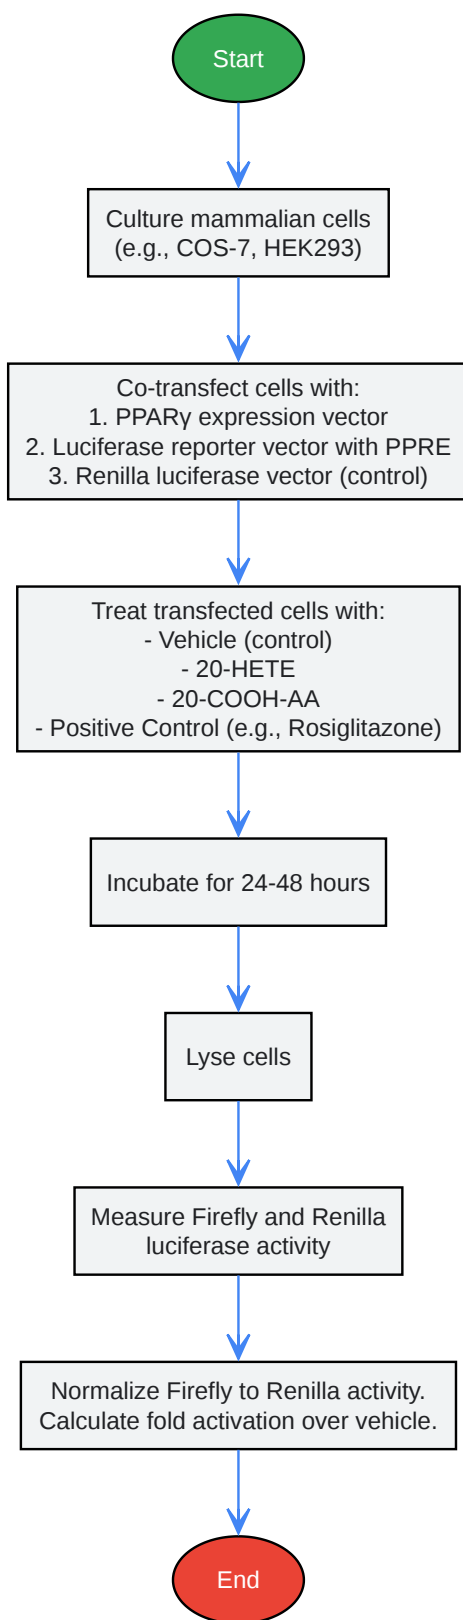 Start
Culture mammalian cells
(e.g., COS-7, HEK293)
Co-transfect cells with:
1. PPARγ expression vector
2. Luciferase reporter vector with PPRE
3. Renilla luciferase vector (control)
Treat transfected cells with:
- Vehicle (control)
- 20-HETE
- 20-COOH-AA
- Positive Control (e.g., Rosiglitazone)
Incubate for 24-48 hours
Lyse cells
Measure Firefly and Renilla
luciferase activity
Normalize Firefly to Renilla activity.
Calculate fold activation over vehicle.
End